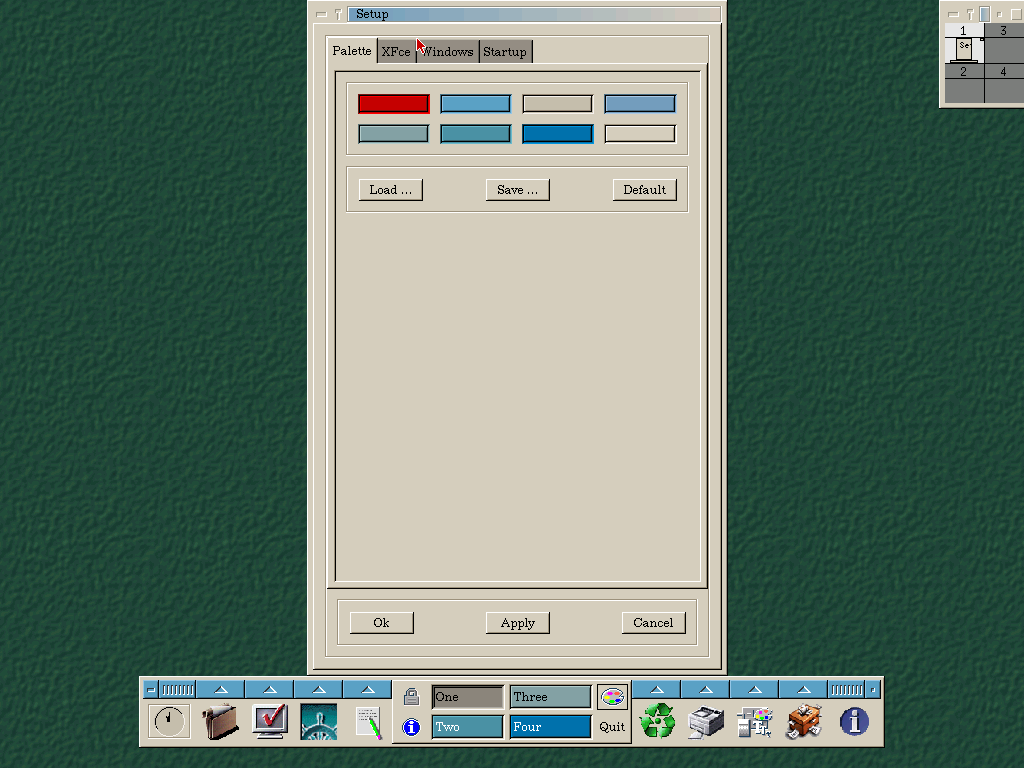 Setup
Palette XFce Windows Startup
Load ... Save ... Default
Ok Apply Cancel
1 3
Se
2 4
One Three
Two Four Quit